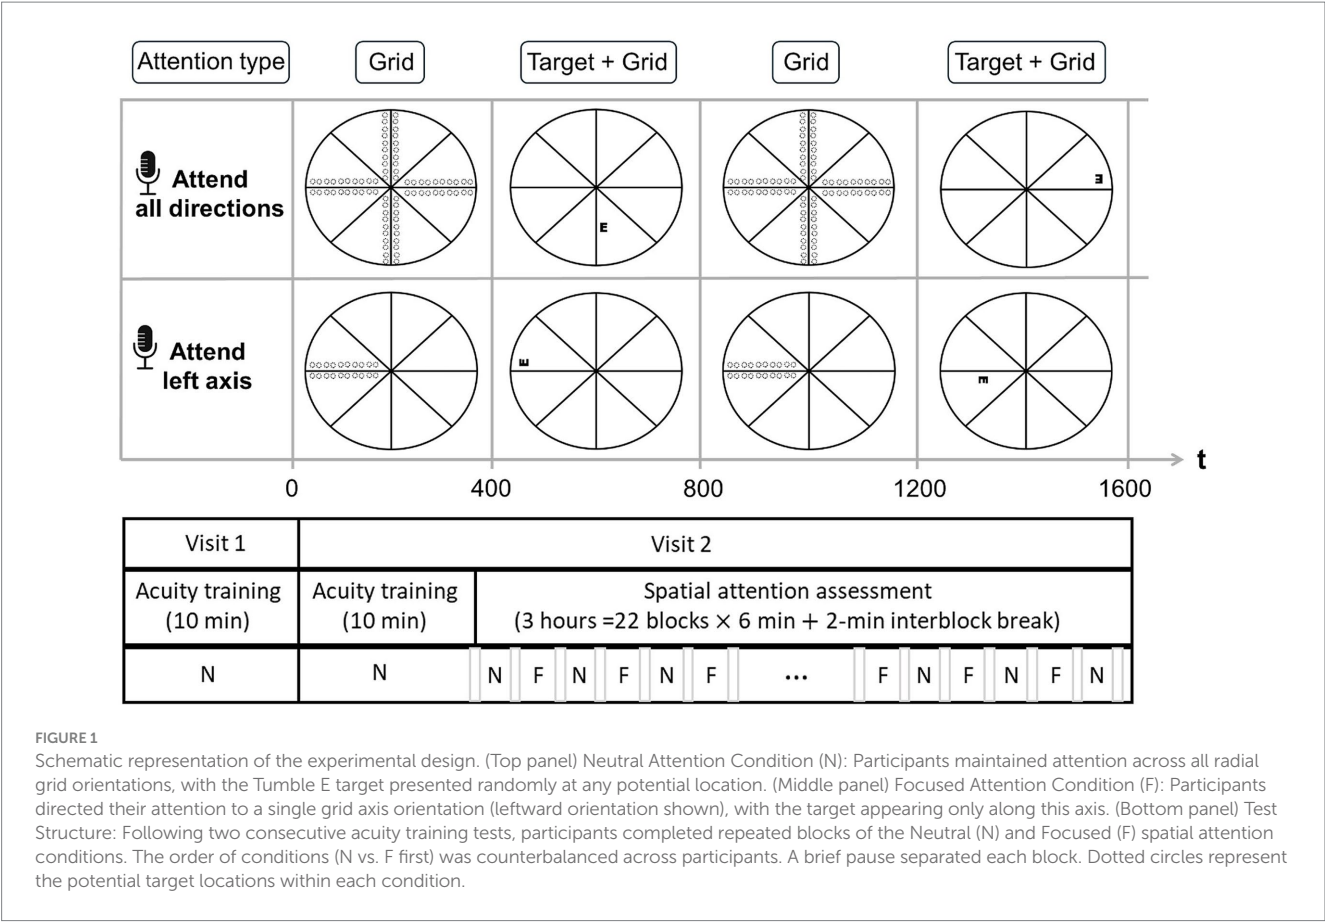 Attention type
Grid
Target + Grid
Grid
Target + Grid
Attend
all directions
E
E
Attend
left axis
E
E
t
0
400
800
1200
1600
Visit 1
Visit 2
Acuity training
(10 min)
Acuity training
(10 min)
Spatial attention assessment
(3 hours =22 blocks × 6 min + 2-min interblock break)
N
N
N
F
N
F
N
F
...
F
N
F
N
F
N
FIGURE 1
Schematic representation of the experimental design. (Top panel) Neutral Attention Condition (N): Participants maintained attention across all radial
grid orientations, with the Tumble E target presented randomly at any potential location. (Middle panel) Focused Attention Condition (F): Participants
directed their attention to a single grid axis orientation (leftward orientation shown), with the target appearing only along this axis. (Bottom panel) Test
Structure: Following two consecutive acuity training tests, participants completed repeated blocks of the Neutral (N) and Focused (F) spatial attention
conditions. The order of conditions (N vs. F first) was counterbalanced across participants. A brief pause separated each block. Dotted circles represent
the potential target locations within each condition.